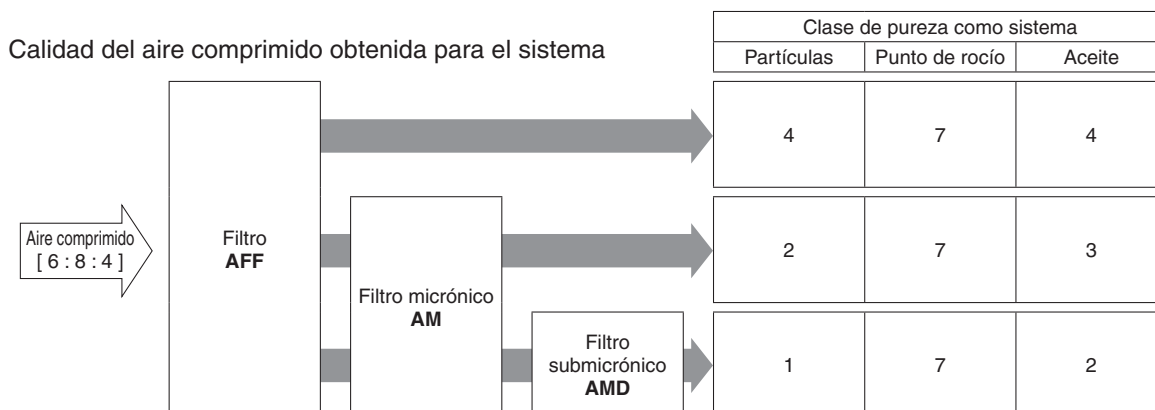 Calidad del aire comprimido obtenida para el sistema
Clase de pureza como sistema
Partículas Punto de rocío Aceite
4 7 4
Aire comprimido
[ 6 : 8 : 4 ]
Filtro
AFF
2 7 3
Filtro micrónico
AM
Filtro
submicrónico
AMD
1 7 2